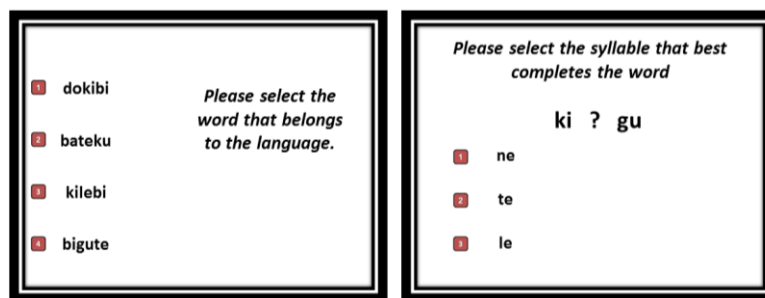 1 dokibi
2 bateku
3 kilebi
4 bigute
Please select the
word that belongs
to the language.
Please select the syllable that best
completes the word
ki ? gu
1 ne
2 te
3 le